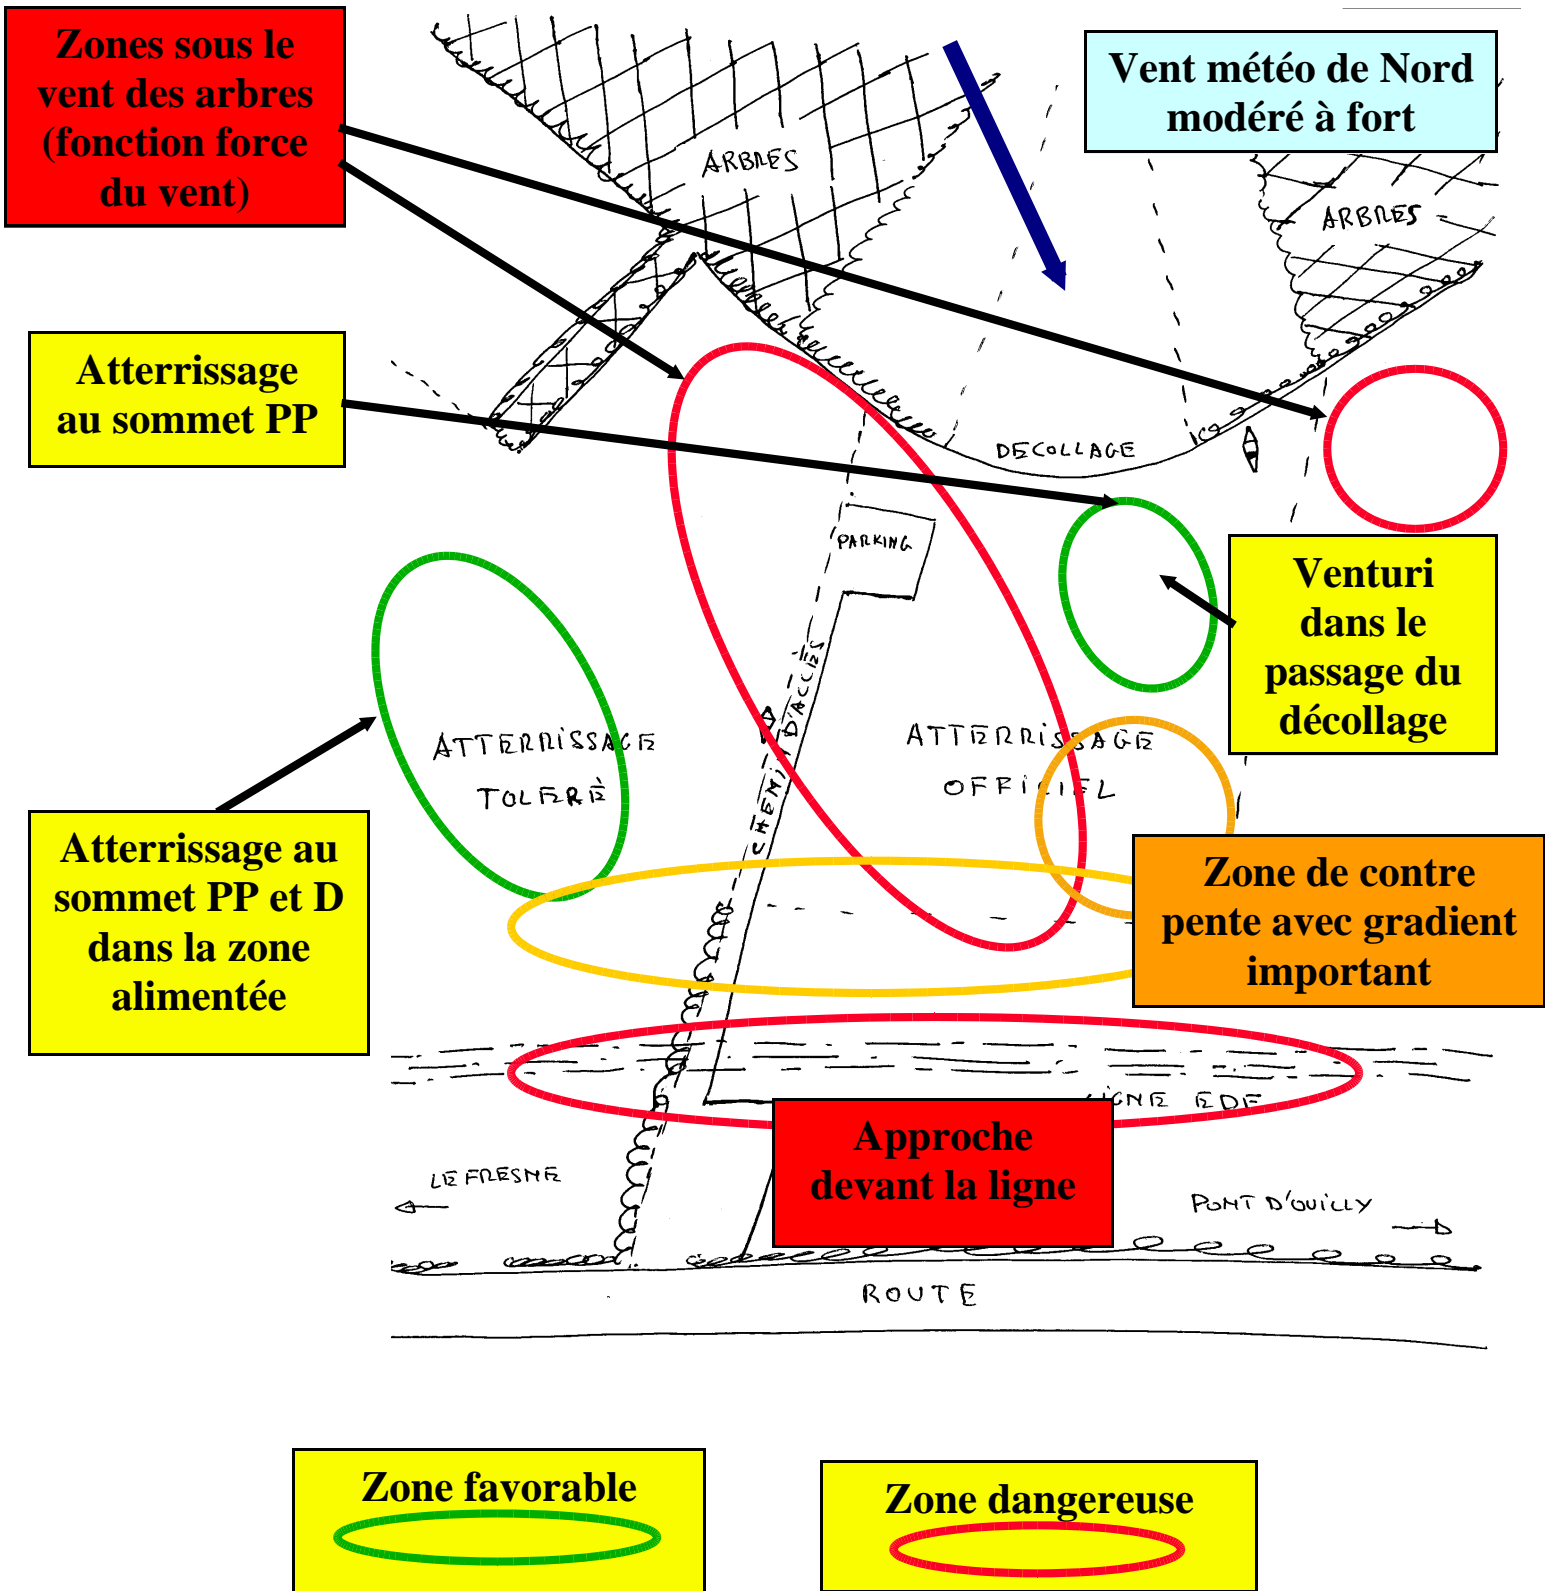 Zones sous le
vent des arbres
(fonction force
du vent)
Vent météo de Nord
modéré à fort
ARBRES
ARBRES
Atterrissage
au sommet PP
DECOLLAGE
PARKING
Venturi
dans le
passage du
décollage
CHEMIN D'ACCÈS
ATTERRISSAGE
TOLERÈ
ATTERRISSAGE
OFFICIEL
Atterrissage au
sommet PP et D
dans la zone
alimentée
Zone de contre
pente avec gradient
important
LIGNE EDF
Approche
devant la ligne
LE FRESNE
PONT D'OUILLY
ROUTE
Zone favorable
Zone dangereuse